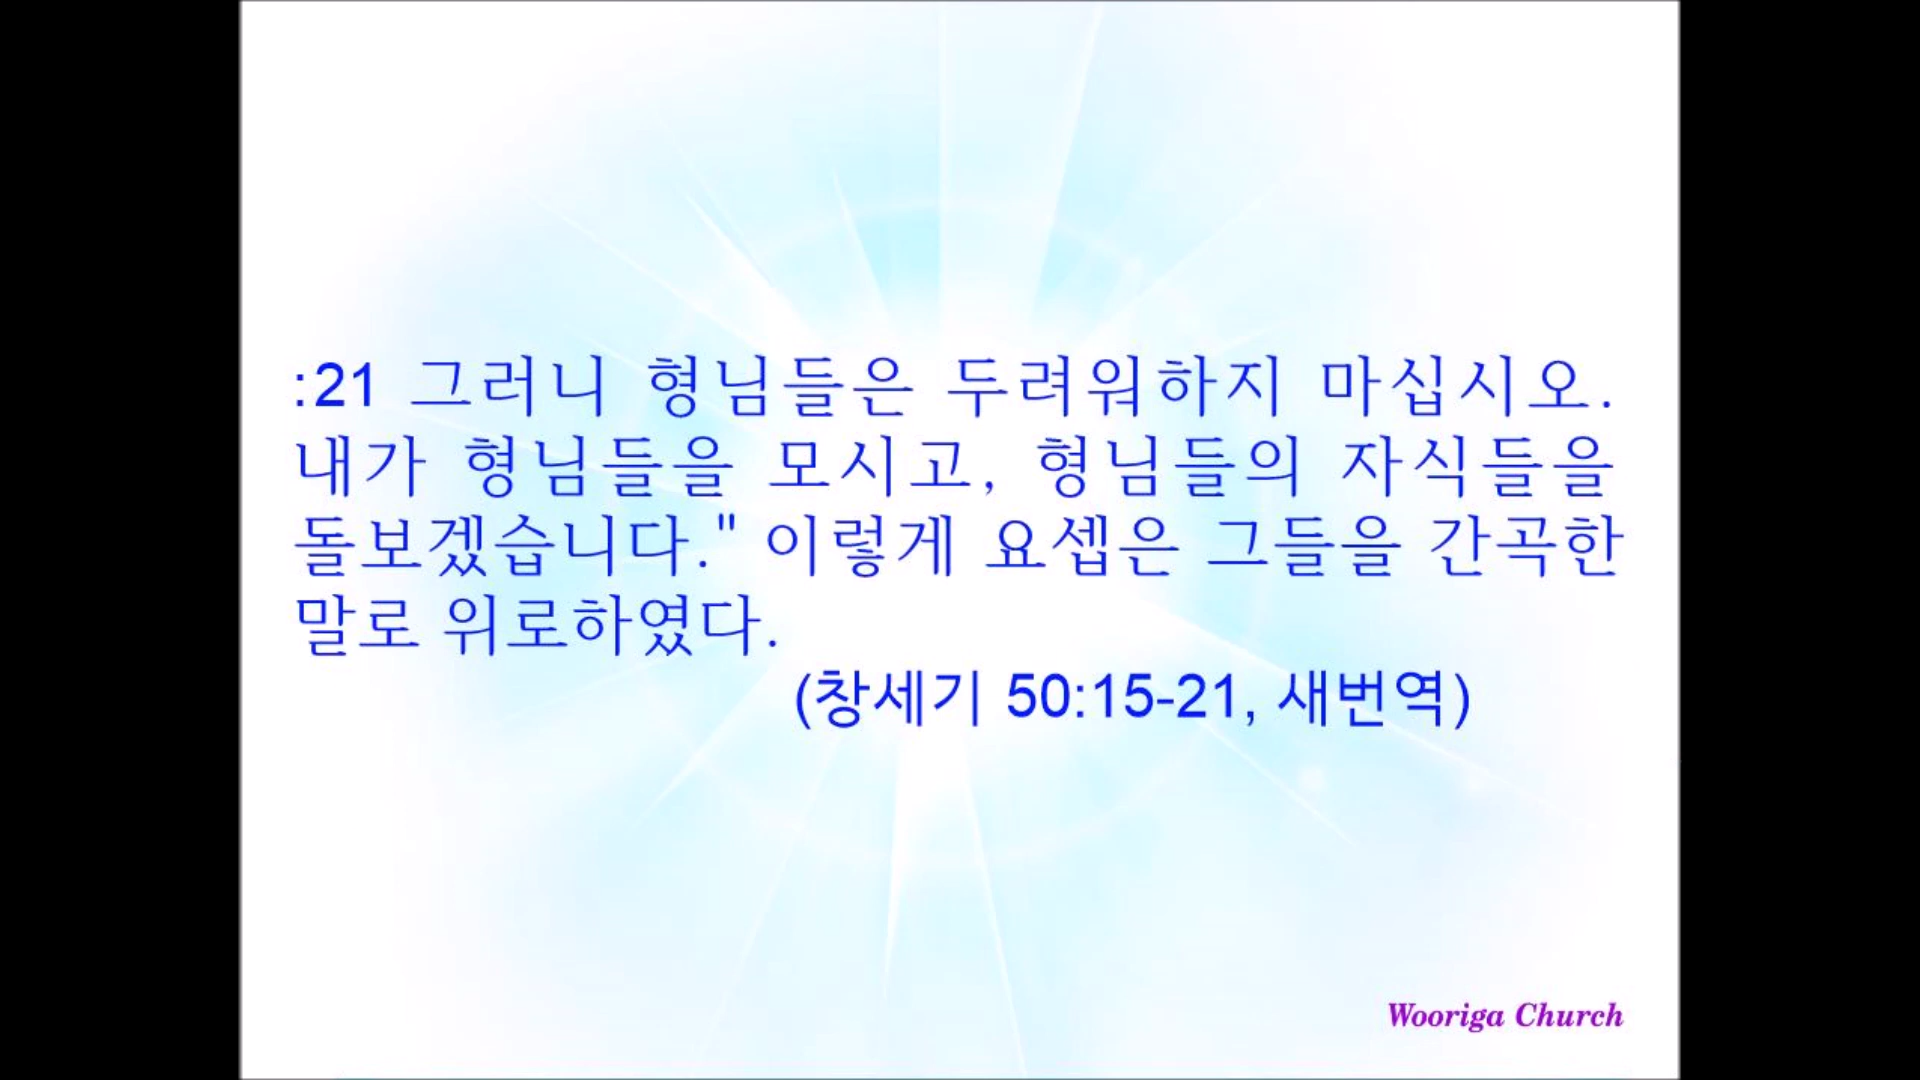 :21 그러니 형님들은 두려워하지 마십시오.
내가 형님들을 모시고, 형님들의 자식들을
돌보겠습니다." 이렇게 요셉은 그들을 간곡한
말로 위로하였다.
(창세기 50:15-21, 새번역)
Wooriga Church